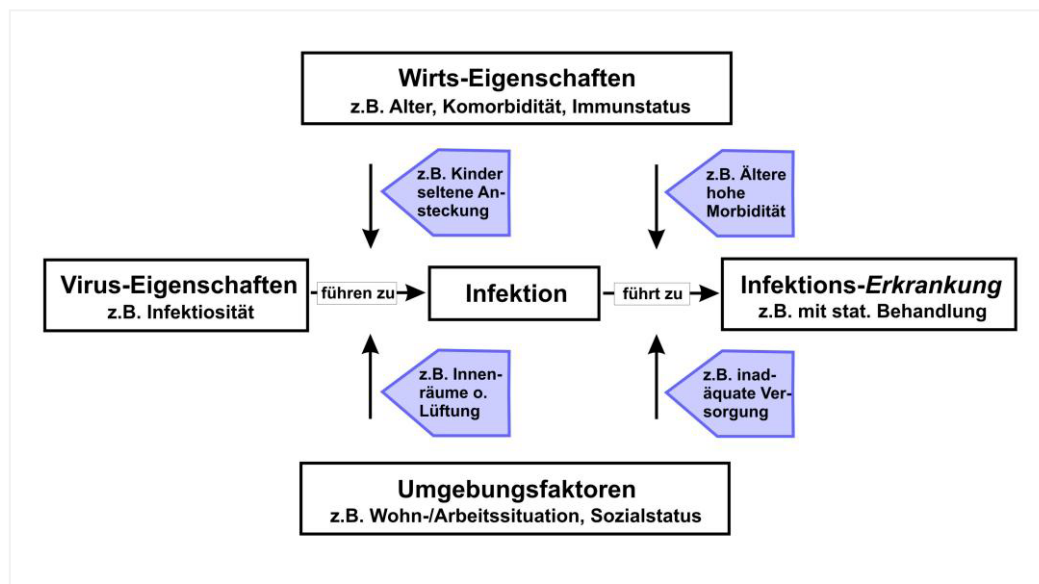 Wirts-Eigenschaften
z.B. Alter, Komorbidität, Immunstatus
z.B. Kinder
seltene An-
steckung
z.B. Ältere
hohe
Morbidität
Virus-Eigenschaften
z.B. Infektiosität
führen zu
Infektion
führt zu
Infektions-Erkrankung
z.B. mit stat. Behandlung
z.B. Innen-
räume o.
Lüftung
z.B. inad-
äquate Ver-
sorgung
Umgebungsfaktoren
z.B. Wohn-/Arbeitssituation, Sozialstatus